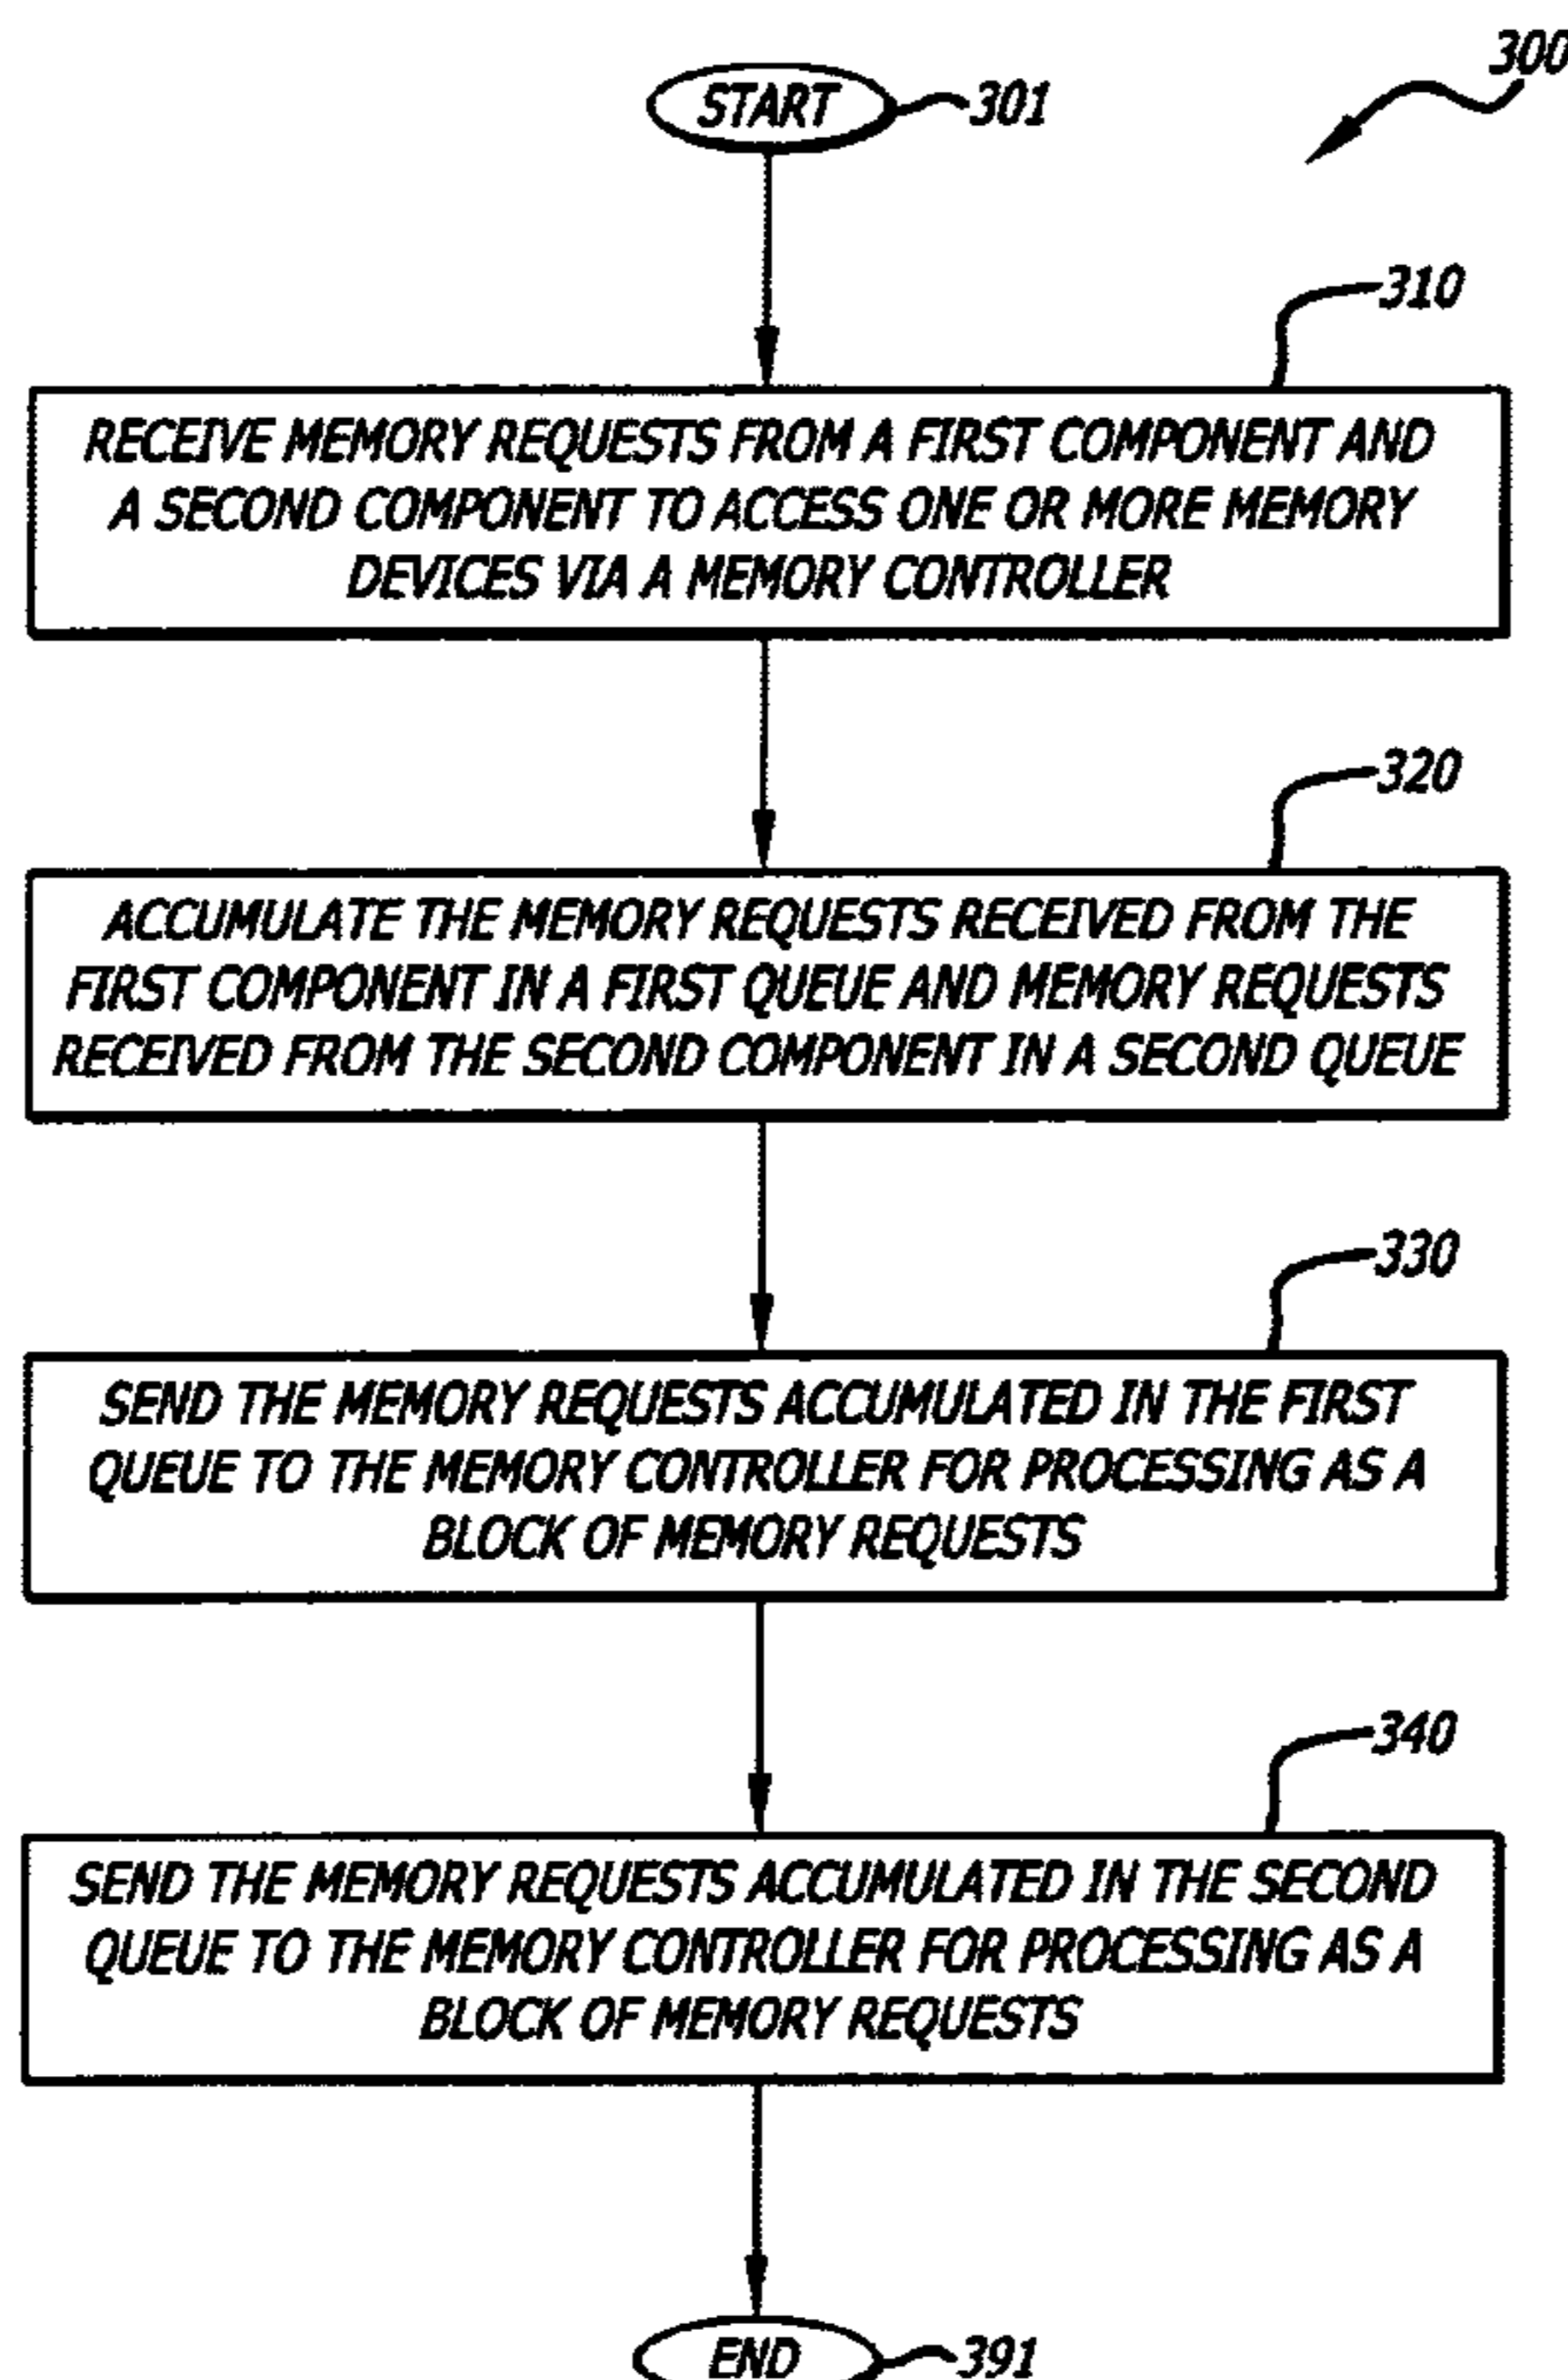 300
START
301
310
RECEIVE MEMORY REQUESTS FROM A FIRST COMPONENT AND
A SECOND COMPONENT TO ACCESS ONE OR MORE MEMORY
DEVICES VIA A MEMORY CONTROLLER
320
ACCUMULATE THE MEMORY REQUESTS RECEIVED FROM THE
FIRST COMPONENT IN A FIRST QUEUE AND MEMORY REQUESTS
RECEIVED FROM THE SECOND COMPONENT IN A SECOND QUEUE
330
SEND THE MEMORY REQUESTS ACCUMULATED IN THE FIRST
QUEUE TO THE MEMORY CONTROLLER FOR PROCESSING AS A
BLOCK OF MEMORY REQUESTS
340
SEND THE MEMORY REQUESTS ACCUMULATED IN THE SECOND
QUEUE TO THE MEMORY CONTROLLER FOR PROCESSING AS A
BLOCK OF MEMORY REQUESTS
END
391